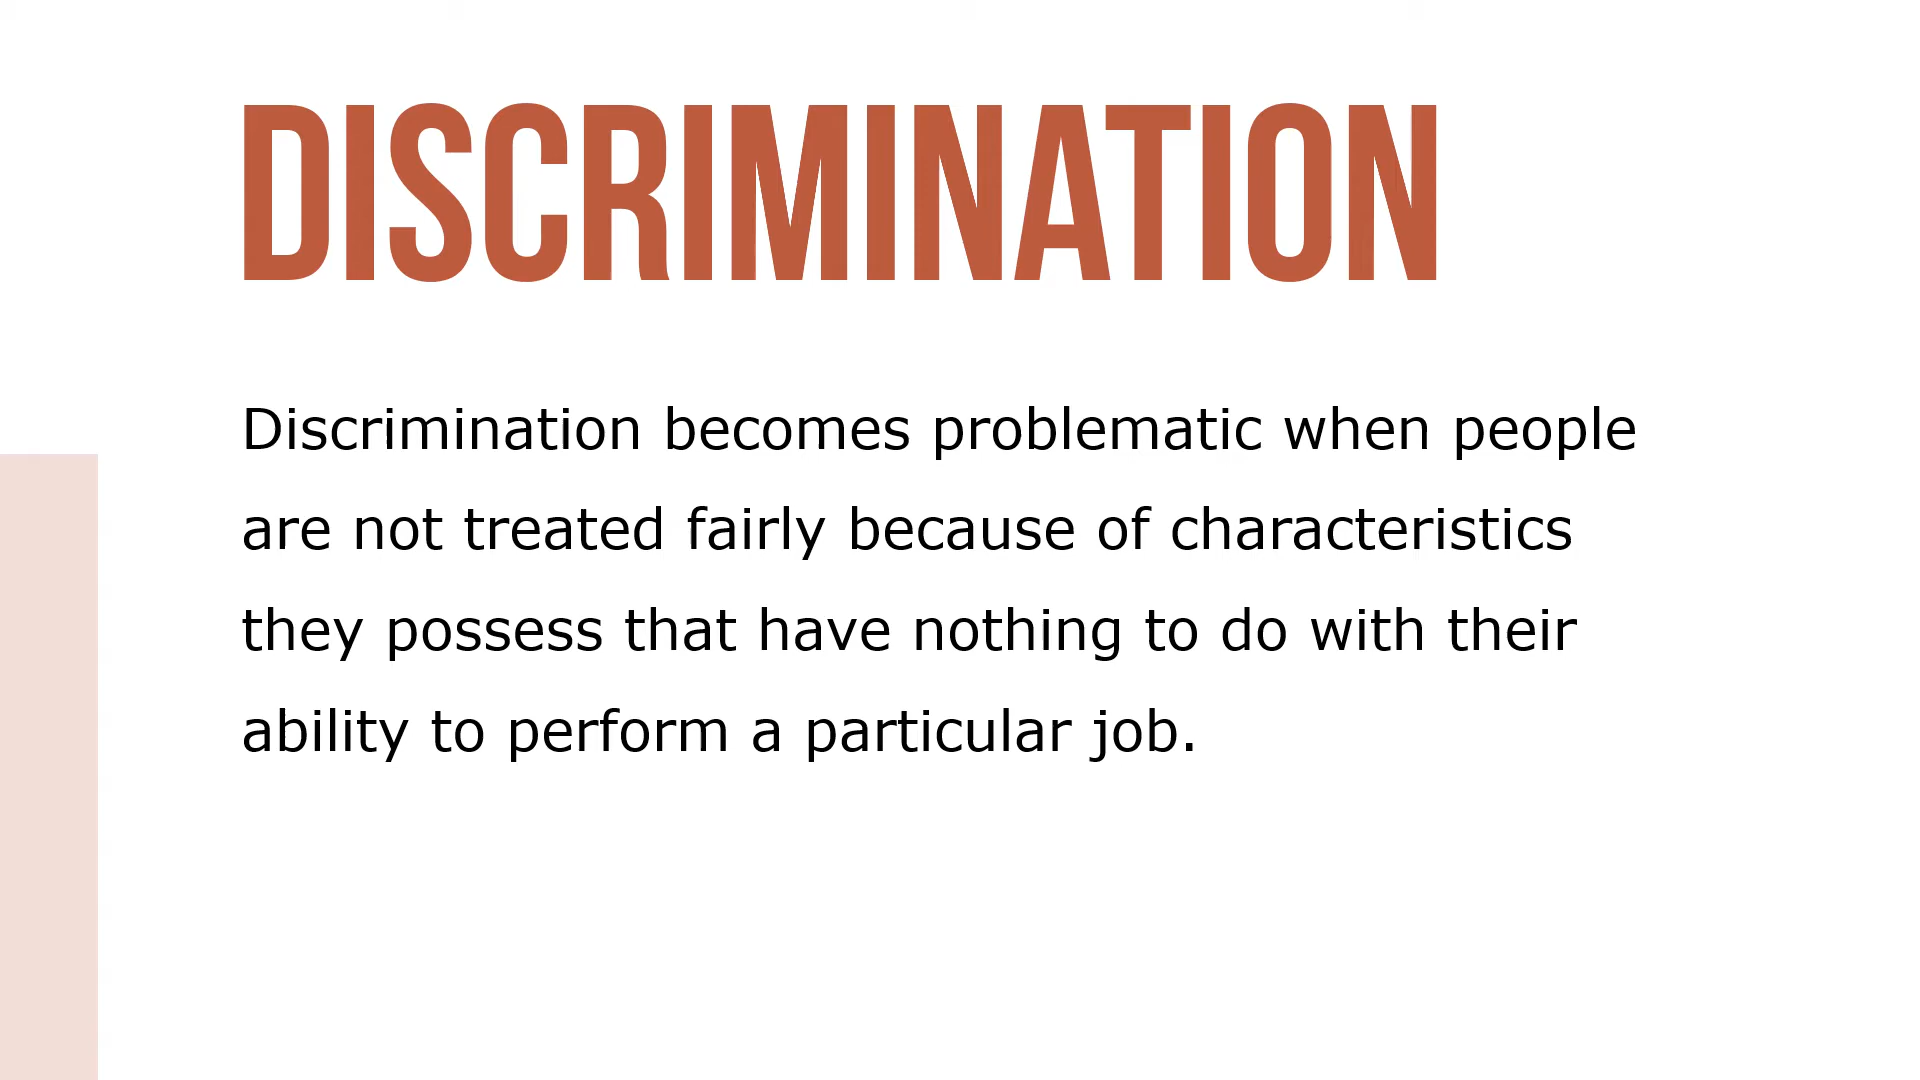 DISCRIMINATION
Discrimination becomes problematic when people
are not treated fairly because of characteristics
they possess that have nothing to do with their
ability to perform a particular job.